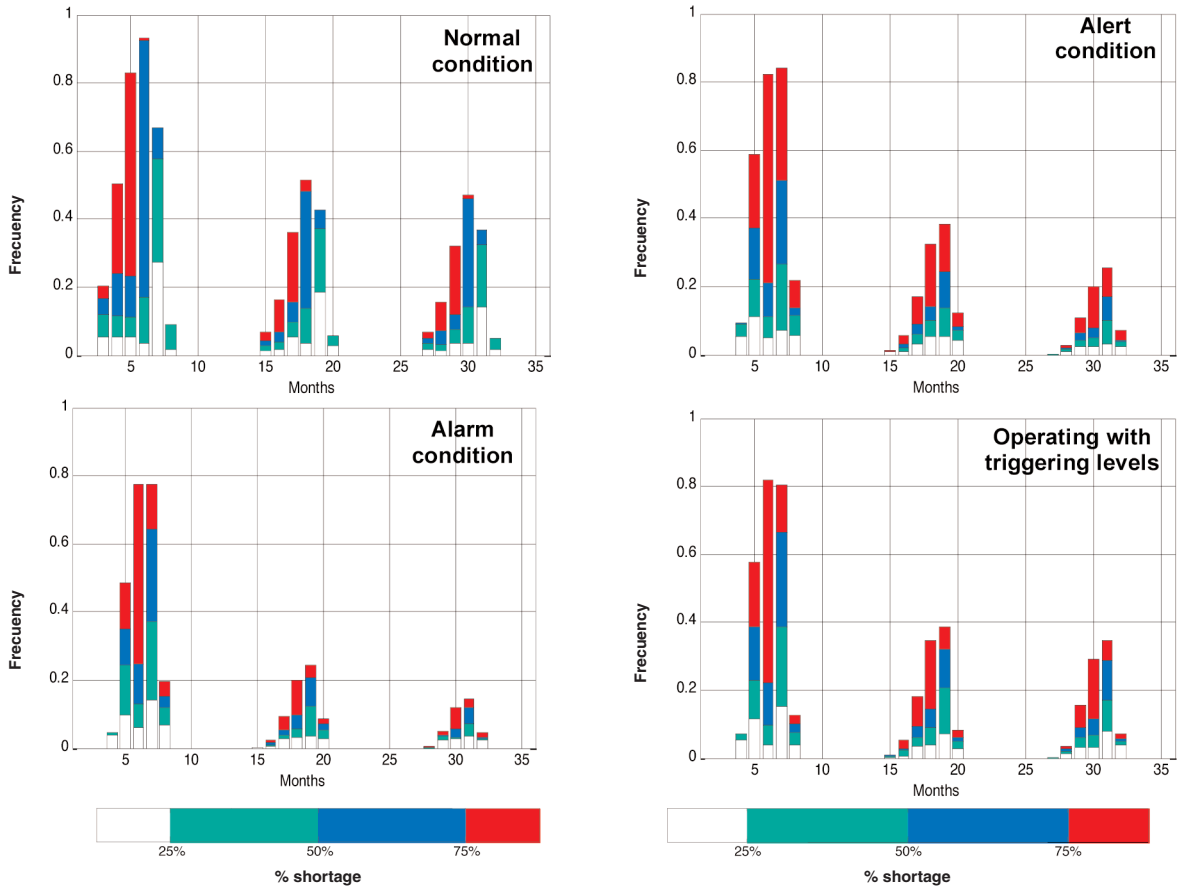 Normal
condition
1
0.8
0.6
0.4
0.2
0
Frecuency
5 10 15 20 25 30 35
Months
Alert
condition
1
0.8
0.6
0.4
0.2
0
Frecuency
5 10 15 20 25 30 35
Months
Alarm
condition
1
0.8
0.6
0.4
0.2
0
Frecuency
5 10 15 20 25 30 35
Months
Operating with
triggering levels
1
0.8
0.6
0.4
0.2
0
Frecuency
5 10 15 20 25 30 35
Months
25% 50% 75%
% shortage
25% 50% 75%
% shortage